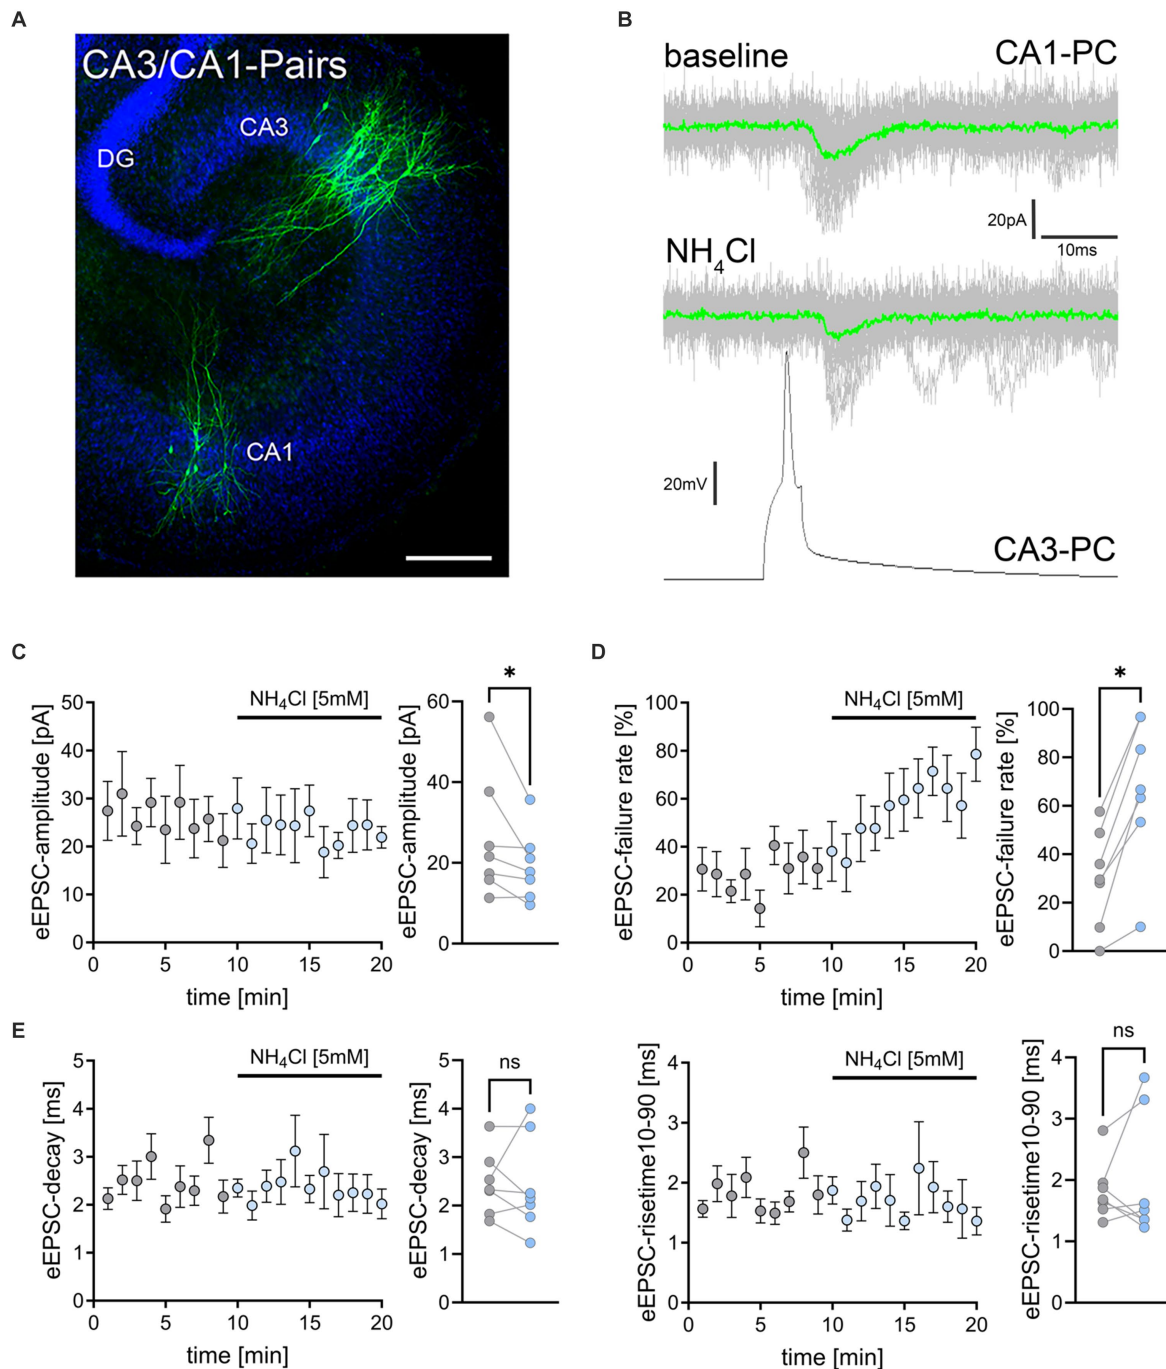 A
CA3/CA1-Pairs
CA3
DG
CA1
B
baseline
CA1-PC
20pA
10ms
NH4Cl
20mV
CA3-PC
C
eEPSC-amplitude [pA]
50
40
30
20
10
0
NH4Cl [5mM]
0 5 10 15 20
time [min]
eEPSC-amplitude [pA]
60
40
20
0
*
D
eEPSC-failure rate [%]
100
80
60
40
20
0
NH4Cl [5mM]
0 5 10 15 20
time [min]
eEPSC-failure rate [%]
100
80
60
40
20
0
*
E
eEPSC-decay [ms]
5
4
3
2
1
0
NH4Cl [5mM]
0 5 10 15 20
time [min]
eEPSC-decay [ms]
5
4
3
2
1
0
ns
eEPSC-risetime10-90 [ms]
4
3
2
1
0
NH4Cl [5mM]
0 5 10 15 20
time [min]
eEPSC-risetime10-90 [ms]
4
3
2
1
0
ns